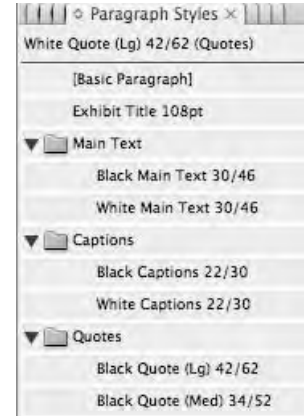 Paragraph Styles ×
White Quote (Lg) 42/62 (Quotes)
[Basic Paragraph]
Exhibit Title 108pt
Main Text
Black Main Text 30/46
White Main Text 30/46
Captions
Black Captions 22/30
White Captions 22/30
Quotes
Black Quote (Lg) 42/62
Black Quote (Med) 34/52